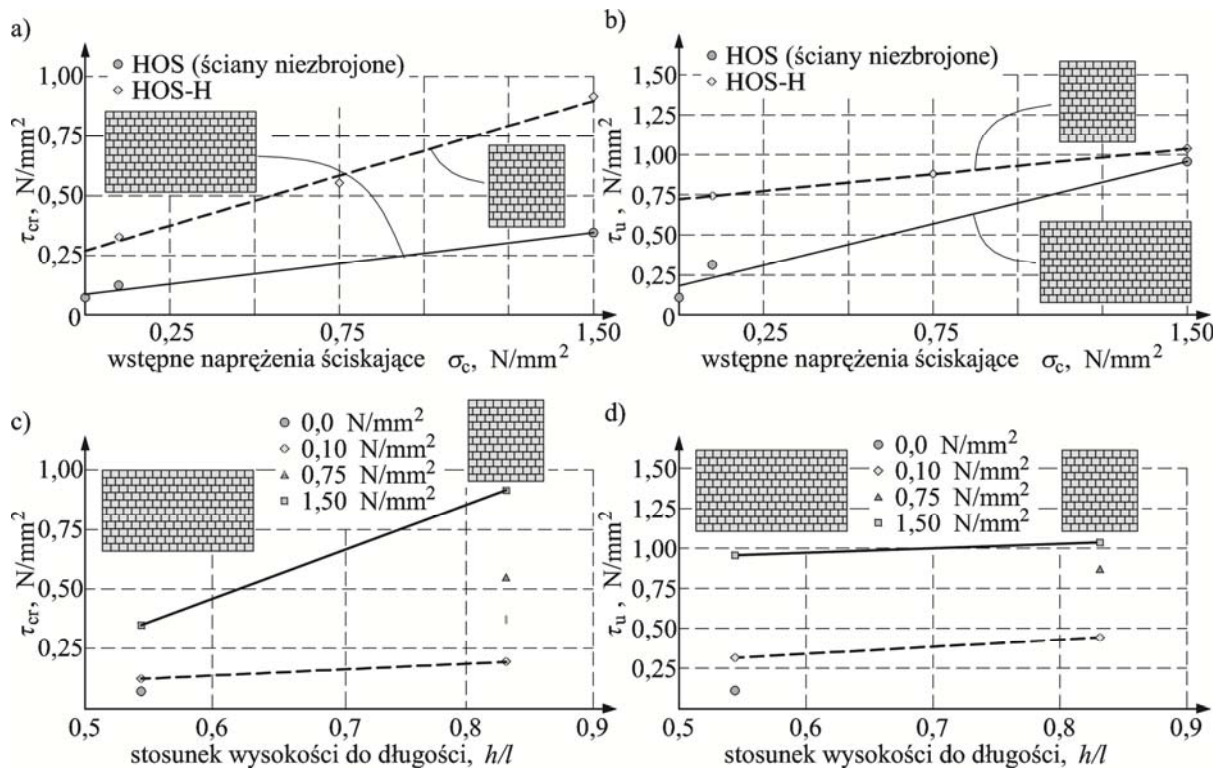 a)
HOS (ściany niezbrojone)
HOS-H
1,00
0,75
0,50
0,25
0
τcr, N/mm²
0,25
0,75
1,50
wstępne naprężenia ściskające σc, N/mm²
b)
HOS (ściany niezbrojone)
HOS-H
1,50
1,25
1,00
0,75
0,50
0,25
0
τu, N/mm²
0,25
0,75
1,50
wstępne naprężenia ściskające σc, N/mm²
c)
0,0 N/mm²
0,10 N/mm²
0,75 N/mm²
1,50 N/mm²
1,00
0,75
0,50
0,25
τcr, N/mm²
0,5
0,6
0,7
0,8
0,9
stosunek wysokości do długości, h/l
d)
0,0 N/mm²
0,10 N/mm²
0,75 N/mm²
1,50 N/mm²
1,50
1,25
1,00
0,75
0,50
0,25
τu, N/mm²
0,5
0,6
0,7
0,8
0,9
stosunek wysokości do długości, h/l